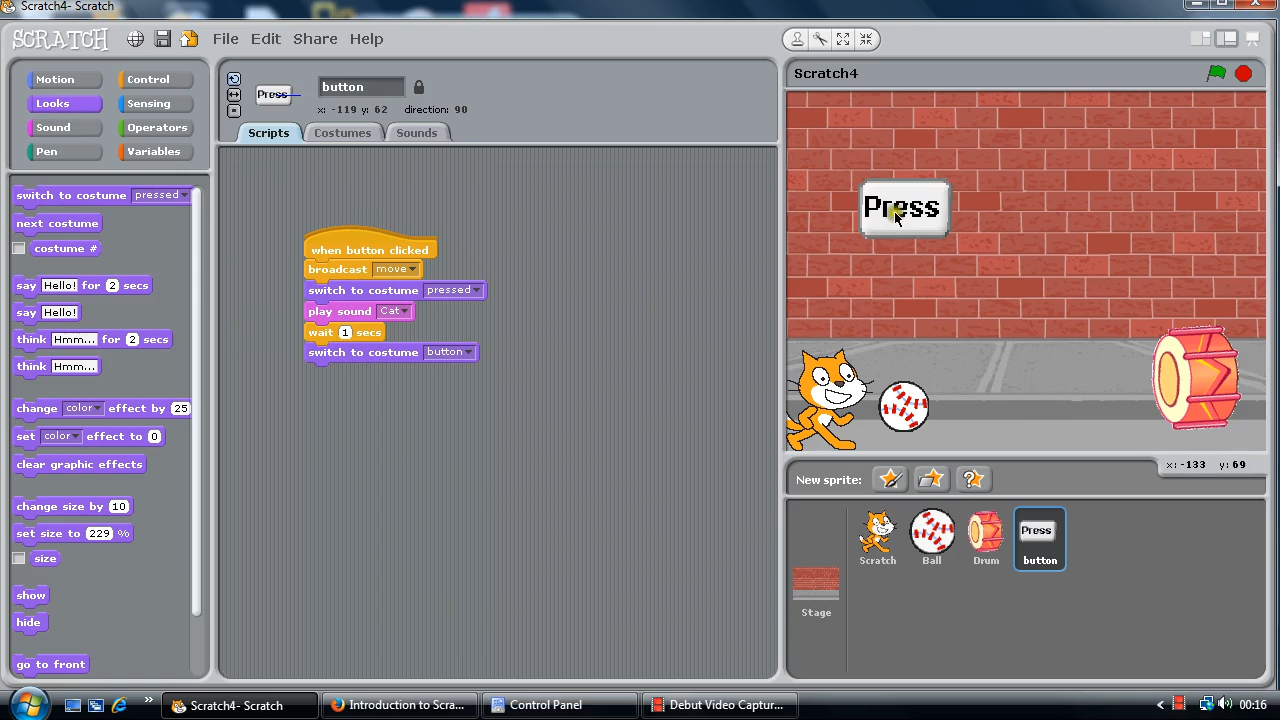 Scratch4- Scratch
SCRATCH File Edit Share Help
Motion Control
Looks Sensing
Sound Operators
Pen Variables
switch to costume pressed
next costume
costume #
say Hello! for 2 secs
say Hello!
think Hmm... for 2 secs
think Hmm...
change color effect by 25
set color effect to 0
clear graphic effects
change size by 10
set size to 229 %
size
show
hide
go to front
Press button
x: -119 y: 62 direction: 90
Scripts Costumes Sounds
when button clicked
broadcast move
switch to costume pressed
play sound Cat
wait 1 secs
switch to costume button
Scratch4
Press
x: -133 y: 69
New sprite:
Press
Scratch Ball Drum button
Stage
Scratch4- Scratch Introduction to Scra... Control Panel Debut Video Captur... 00:16